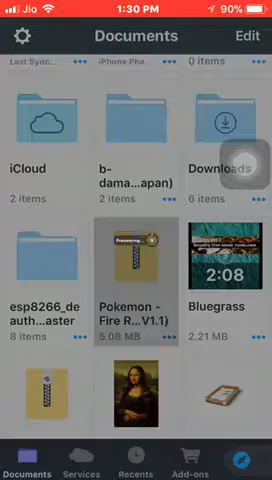 Jio 1:30 PM 90%
Documents Edit
Last Sync:... iPhone Pho... 0 items
iCloud b-dama...apan) Downloads
2 items 2 items 6 items
Processing...
2:08
esp8266_de
auth...aster
8 items
Pokemon -
Fire R...V1.1)
5.08 MB
Bluegrass
2.21 MB
Documents Services Recents Add-ons